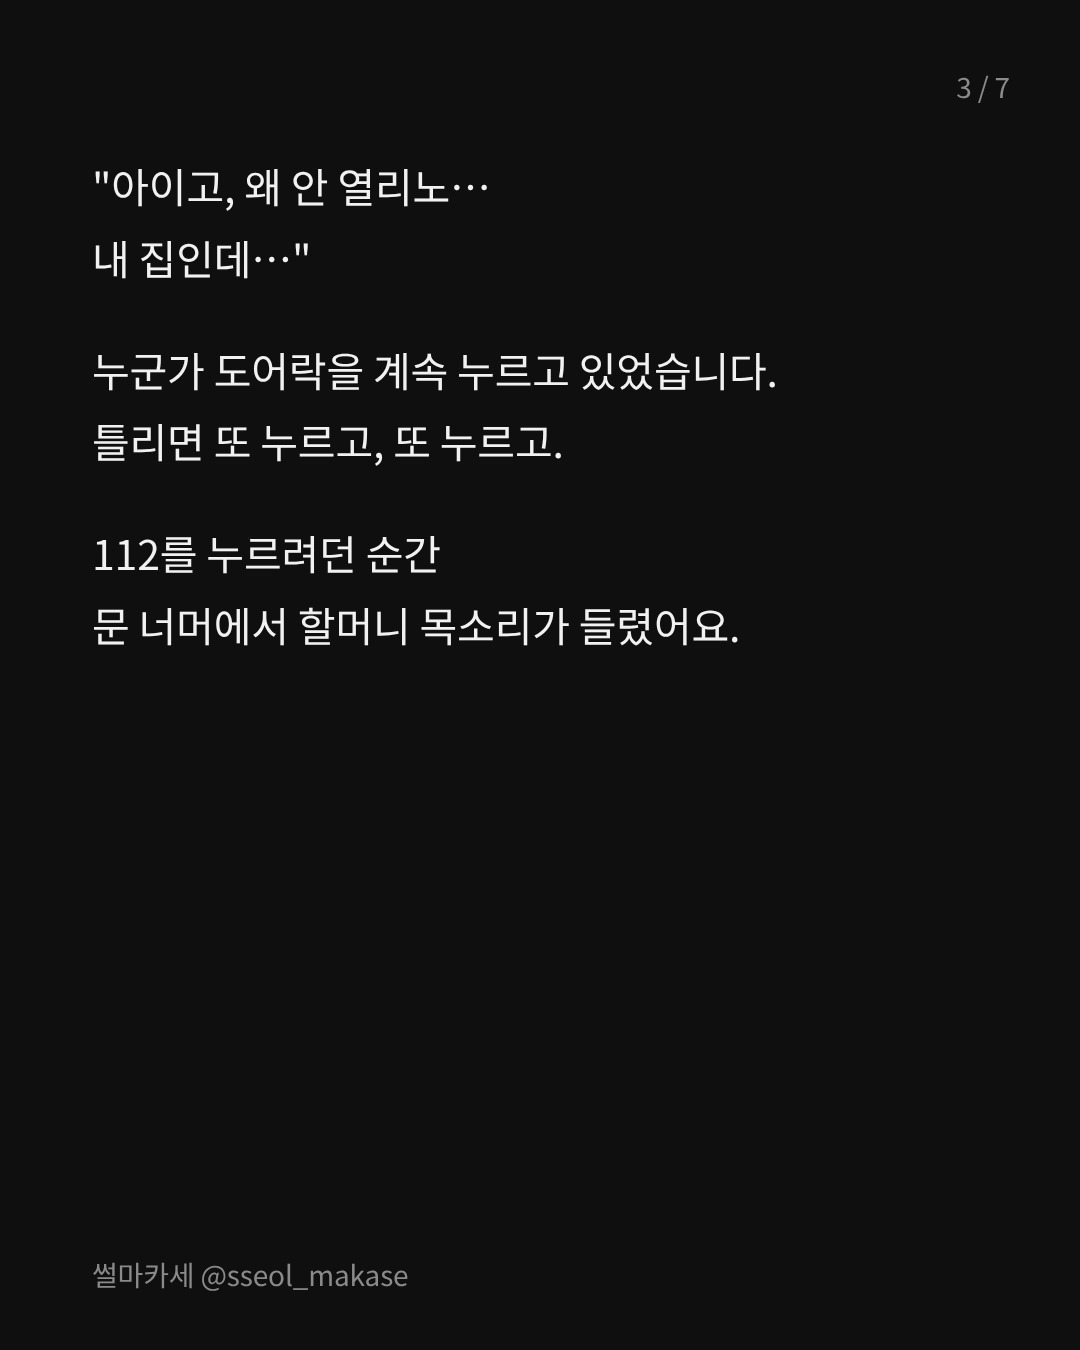 3 / 7
"아이고, 왜 안 열리노⋯
내 집인데⋯"
누군가 도어락을 계속 누르고 있었습니다.
틀리면 또 누르고, 또 누르고.
112를 누르려던 순간
문 너머에서 할머니 목소리가 들렸어요.
썰마카세 @sseol_makase